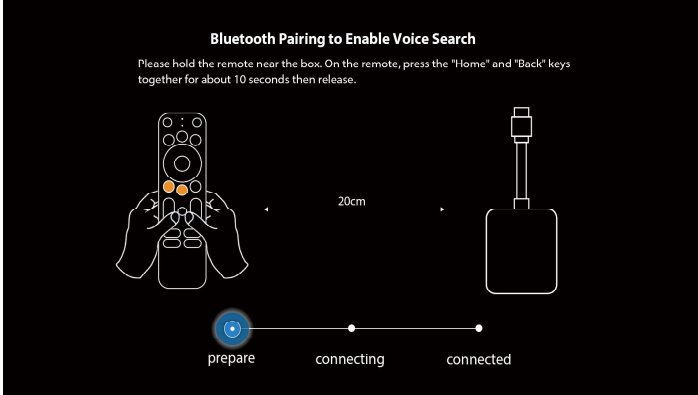 Bluetooth Pairing to Enable Voice Search
Please hold the remote near the box. On the remote, press the "Home" and "Back" keys
together for about 10 seconds then release.
20cm
prepare
connecting
connected